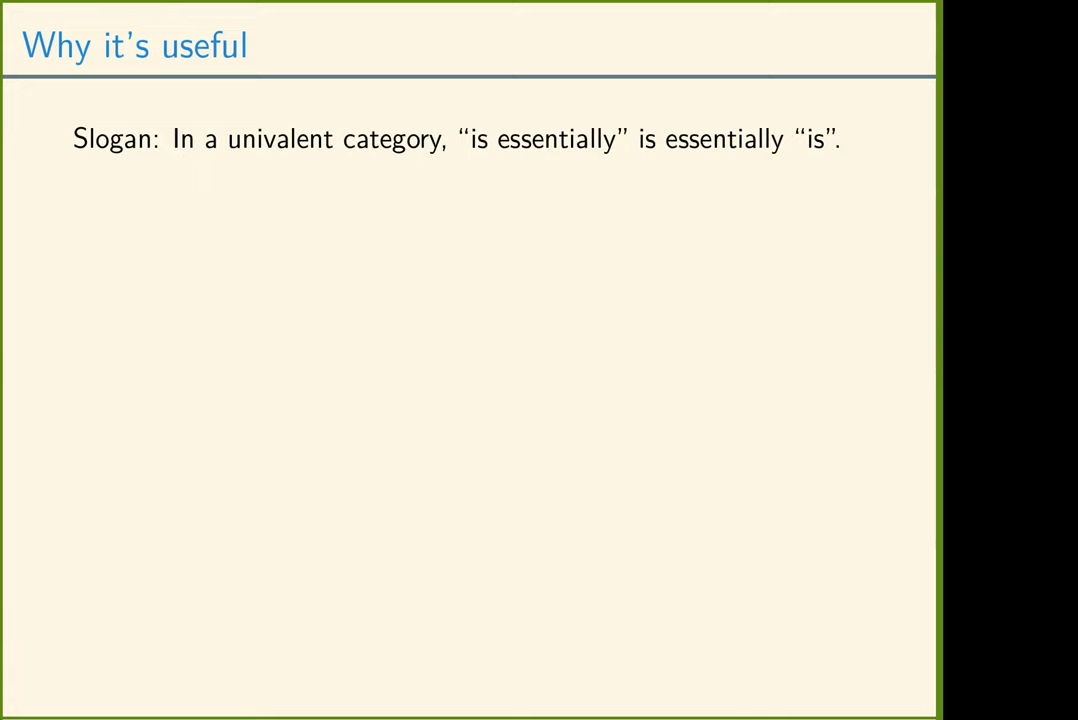 Why it's useful
Slogan: In a univalent category, “is essentially” is essentially “is”.